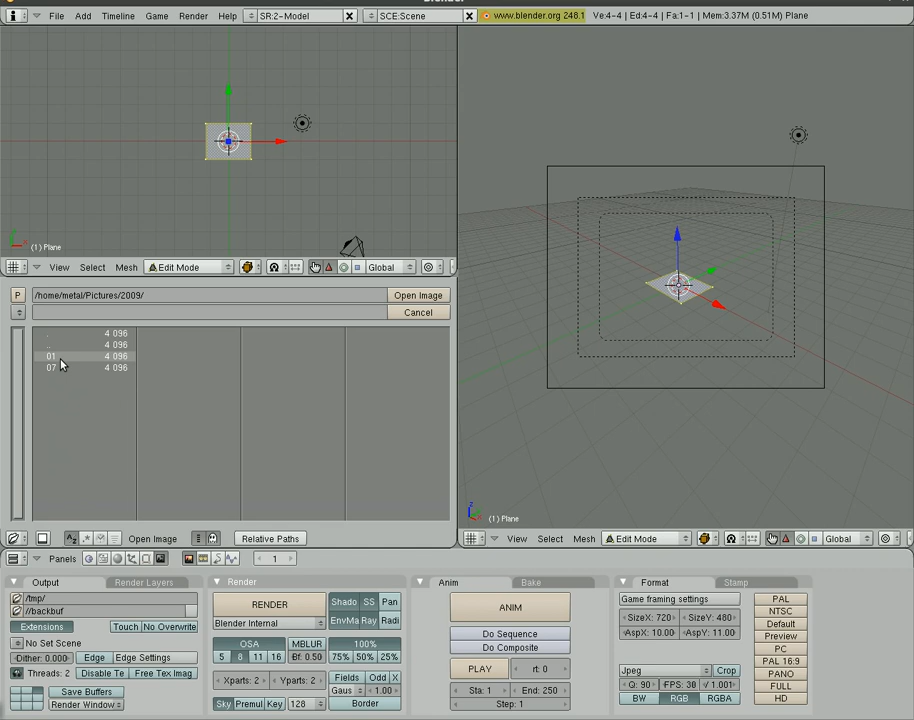 Blender
File Add Timeline Game Render Help SR:2-Model SCE:Scene www.blender.org 248.1 Ve:4-4 | Ed:4-4 | Fa:1-1 | Mem:3.37M (0.51M) Plane
(1) Plane
View Select Mesh Edit Mode Global
P /home/metal/Pictures/2009/ Open Image
Cancel
. 4 096
.. 4 096
01 4 096
07 4 096
(1) Plane
Open Image Relative Paths
View Select Mesh Edit Mode Global
Panels 1
Output Render Layers Render Anim Bake Format Stamp
/tmp/
//backbuf
Extensions Touch No Overwrite
No Set Scene
Dither: 0.000 Edge Edge Settings
Threads: 2 Disable Te Free Tex Imag
Save Buffers
Render Window
RENDER
Blender Internal
Shado SS Pan
EnvMa Ray Radi
OSA MBLUR 100%
5 8 11 16 Bf: 0.50 75% 50% 25%
Xparts: 2 Yparts: 2 Fields Odd X
Gaus 1.00
Sky Premul Key 128 Border
ANIM
Do Sequence
Do Composite
PLAY rt: 0
Sta: 1 End: 250
Step: 1
Game framing settings
SizeX: 720 SizeY: 480
AspX: 10.00 AspY: 11.00
Jpeg Crop
Q: 90 FPS: 30 / 1.001
BW RGB RGBA
PAL
NTSC
Default
Preview
PC
PAL 16:9
PANO
FULL
HD